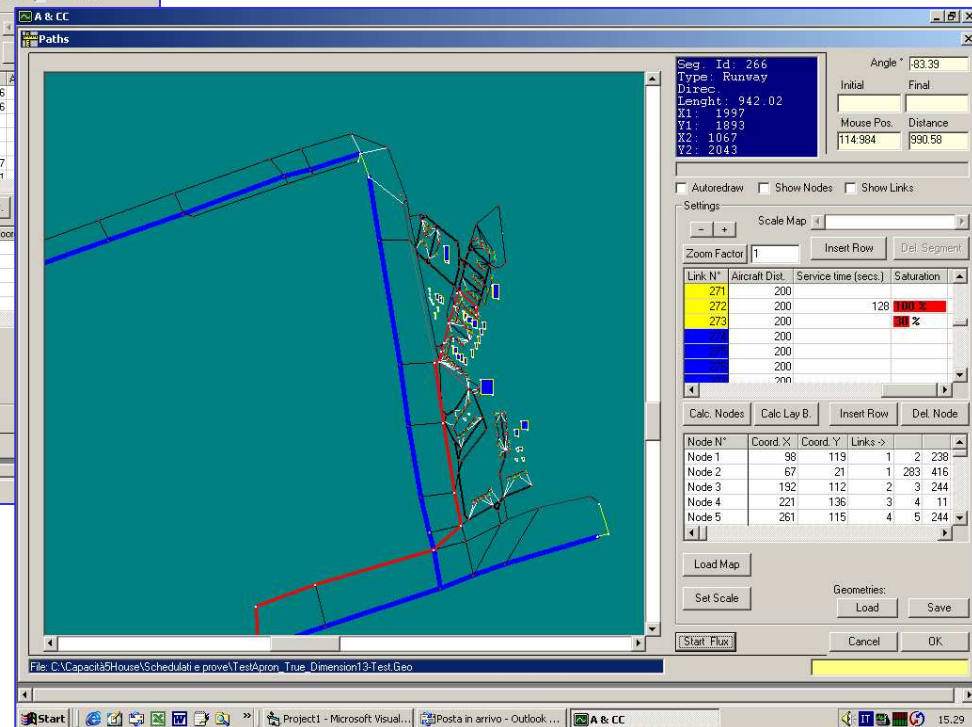 A & CC
Paths
Seg. Id: 266
Type: Runway
Direc.
Lenght: 942.02
X1: 1997
Y1: 1893
X2: 1067
Y2: 2043
Angle ° -83.39
Initial Final
Mouse Pos. Distance
114:984 990.58
Autoredraw Show Nodes Show Links
Settings
- + Scale Map
Zoom Factor 1 Insert Row Del. Segment
Link N° Aircraft Dist. Service time (secs.) Saturation
271 200
272 200 128 100 %
273 200 30 %
200
200
200
200
Calc. Nodes Calc Lay B. Insert Row Del. Node
Node N° Coord. X Coord. Y Links ->
Node 1 98 119 1 2 238
Node 2 67 21 1 283 416
Node 3 192 112 2 3 244
Node 4 221 136 3 4 11
Node 5 261 115 4 5 244
Load Map
Set Scale
Geometries:
Load Save
Start Flux Cancel OK
File: C:\Capacità5House\Schedulati e prove\TestApron_True_Dimension13-Test.Geo
Start » Project1 - Microsoft Visual... Posta in arrivo - Outlook ... A & CC IT 15.29